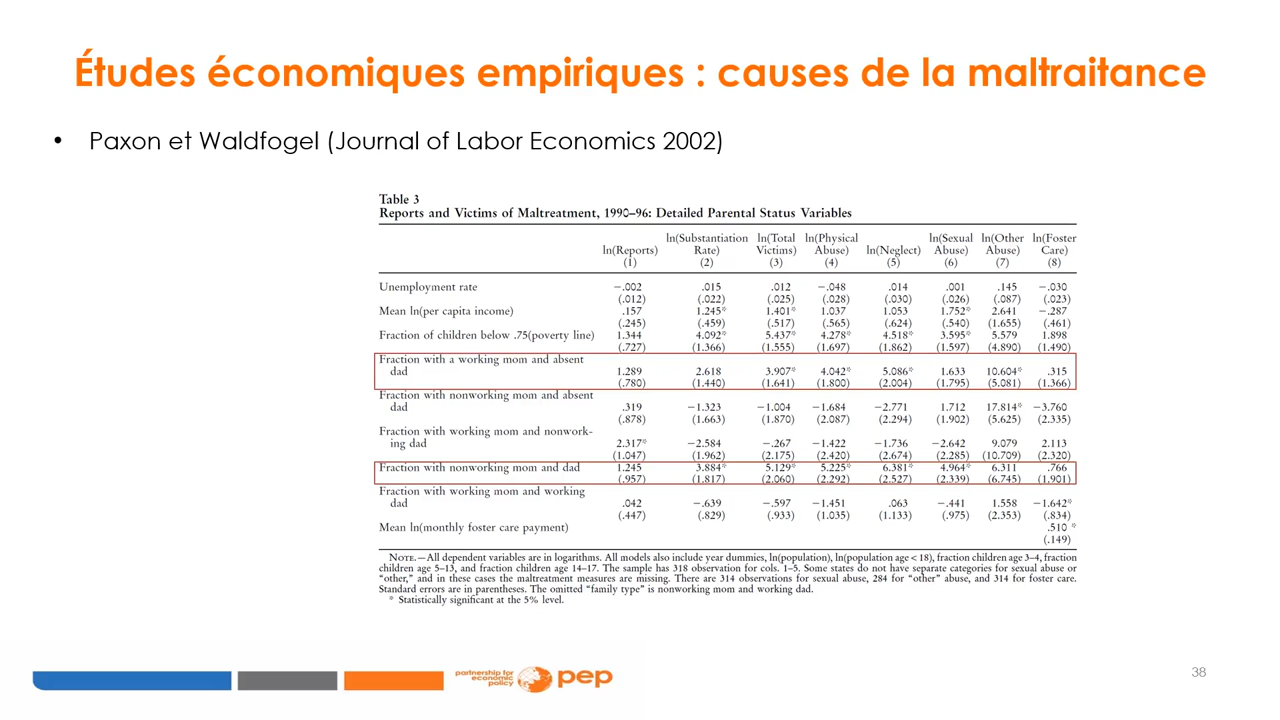 Études économiques empiriques : causes de la maltraitance
• Paxon et Waldfogel (Journal of Labor Economics 2002)
Table 3
Reports and Victims of Maltreatment, 1990–96: Detailed Parental Status Variables
ln(Substantiation ln(Total ln(Physical ln(Sexual ln(Other ln(Foster
ln(Reports) Rate) Victims) Abuse) ln(Neglect) Abuse) Abuse) Care)
(1) (2) (3) (4) (5) (6) (7) (8)
Unemployment rate −.002 .015 .012 −.048 .014 .001 .145 −.030
(.012) (.022) (.025) (.028) (.030) (.026) (.087) (.023)
Mean ln(per capita income) .157 1.245* 1.401* 1.037 1.053 1.752* 2.641 −.287
(.245) (.459) (.517) (.565) (.624) (.540) (1.655) (.461)
Fraction of children below .75(poverty line) 1.344 4.092* 5.437* 4.278* 4.518* 3.595* 5.579 1.898
(.727) (1.366) (1.555) (1.697) (1.862) (1.597) (4.890) (1.490)
Fraction with a working mom and absent
dad 1.289 2.618 3.907* 4.042* 5.086* 1.633 10.604* .315
(.780) (1.440) (1.641) (1.800) (2.004) (1.795) (5.081) (1.366)
Fraction with nonworking mom and absent
dad .319 −1.323 −1.004 −1.684 −2.771 1.712 17.814* −3.760
(.878) (1.663) (1.870) (2.087) (2.294) (1.902) (5.625) (2.335)
Fraction with working mom and nonwork-
ing dad 2.317* −2.584 −.267 −1.422 −1.736 −2.642 9.079 2.113
(1.047) (1.962) (2.175) (2.420) (2.674) (2.285) (10.709) (2.320)
Fraction with nonworking mom and dad 1.245 3.884* 5.129* 5.225* 6.381* 4.964* 6.311 .766
(.957) (1.817) (2.060) (2.292) (2.527) (2.339) (6.745) (1.901)
Fraction with working mom and working
dad .042 −.639 −.597 −1.451 .063 −.441 1.558 −1.642*
(.447) (.829) (.933) (1.035) (1.133) (.975) (2.353) (.834)
Mean ln(monthly foster care payment) .510 *
(.149)
NOTE.—All dependent variables are in logarithms. All models also include year dummies, ln(population), ln(population age < 18), fraction children age 3–4, fraction
children age 5–13, and fraction children age 14–17. The sample has 318 observation for cols. 1–5. Some states do not have separate categories for sexual abuse or
“other,” and in these cases the maltreatment measures are missing. There are 314 observations for sexual abuse, 284 for “other” abuse, and 314 for foster care.
Standard errors are in parentheses. The omitted “family type” is nonworking mom and working dad.
* Statistically significant at the 5% level.
partnership for
economic
policy
pep
38